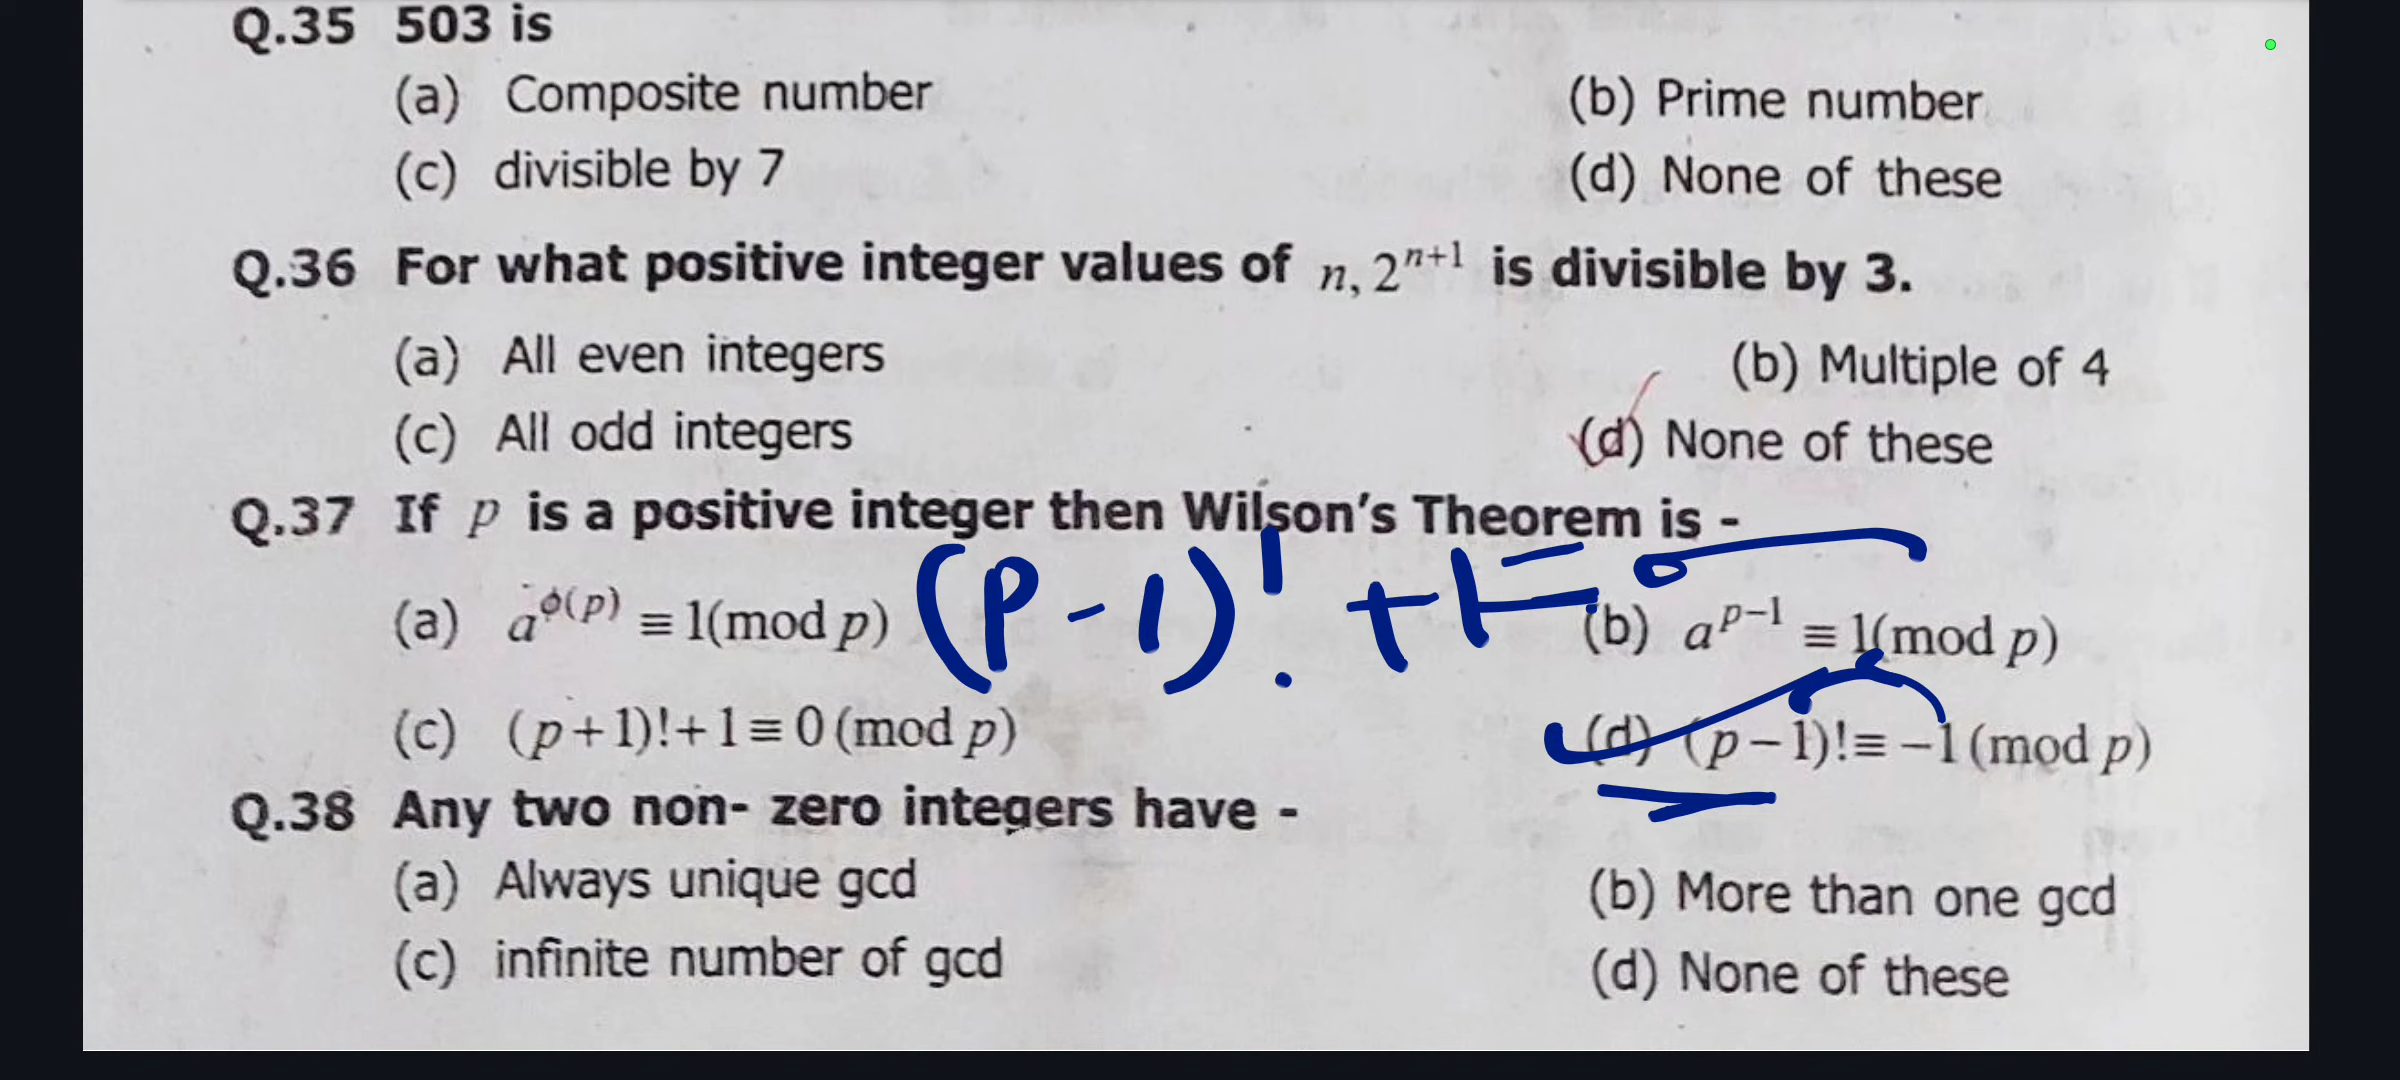 Q.35 503 is
(a) Composite number (b) Prime number
(c) divisible by 7 (d) None of these
Q.36 For what positive integer values of n, 2ⁿ⁺¹ is divisible by 3.
(a) All even integers (b) Multiple of 4
(c) All odd integers (d) None of these
Q.37 If p is a positive integer then Wilson's Theorem is -
(P-1)! +1=
(a) a^ϕ(p) ≡ 1(mod p) (b) a^p−1 ≡ 1(mod p)
(c) (p+1)!+1≡0(mod p) (d) (p−1)!≡−1(mod p)
Q.38 Any two non- zero integers have -
(a) Always unique gcd (b) More than one gcd
(c) infinite number of gcd (d) None of these